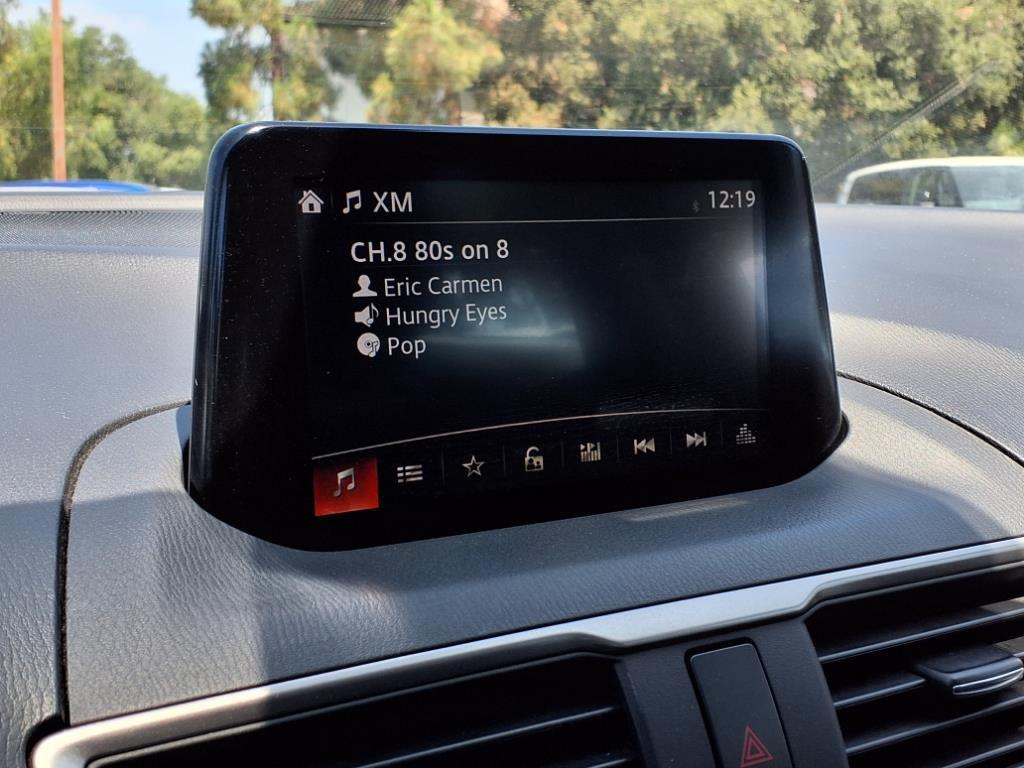 XM 12:19
CH.8 80s on 8
Eric Carmen
Hungry Eyes
Pop